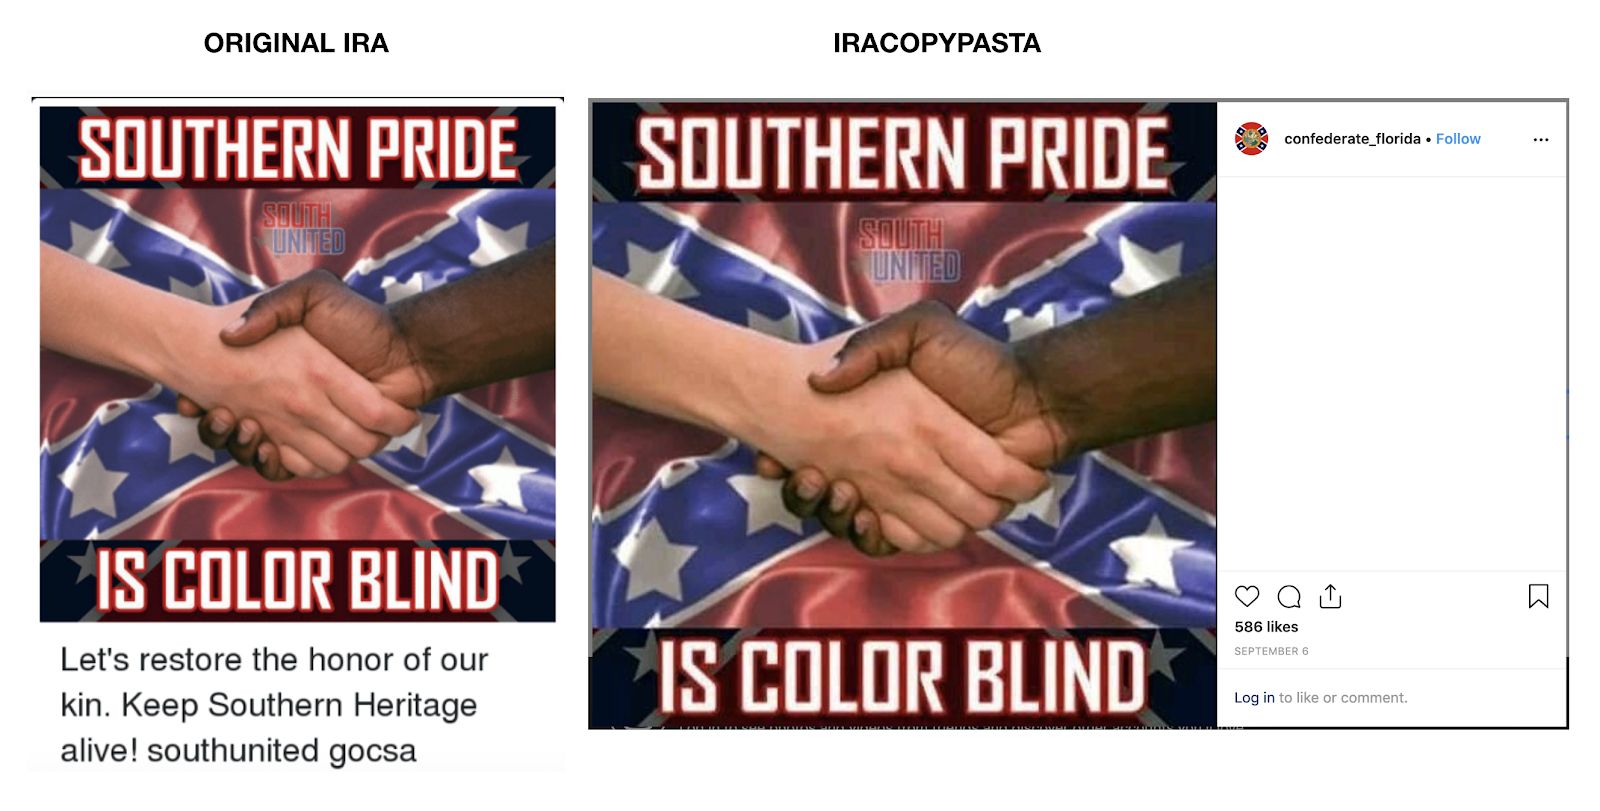 ORIGINAL IRA
SOUTHERN PRIDE
SOUTH
UNITED
IS COLOR BLIND
Let's restore the honor of our
kin. Keep Southern Heritage
alive! southunited gocsa
IRACOPYPASTA
SOUTHERN PRIDE
SOUTH
UNITED
IS COLOR BLIND
confederate_florida • Follow
586 likes
SEPTEMBER 6
Log in to like or comment.